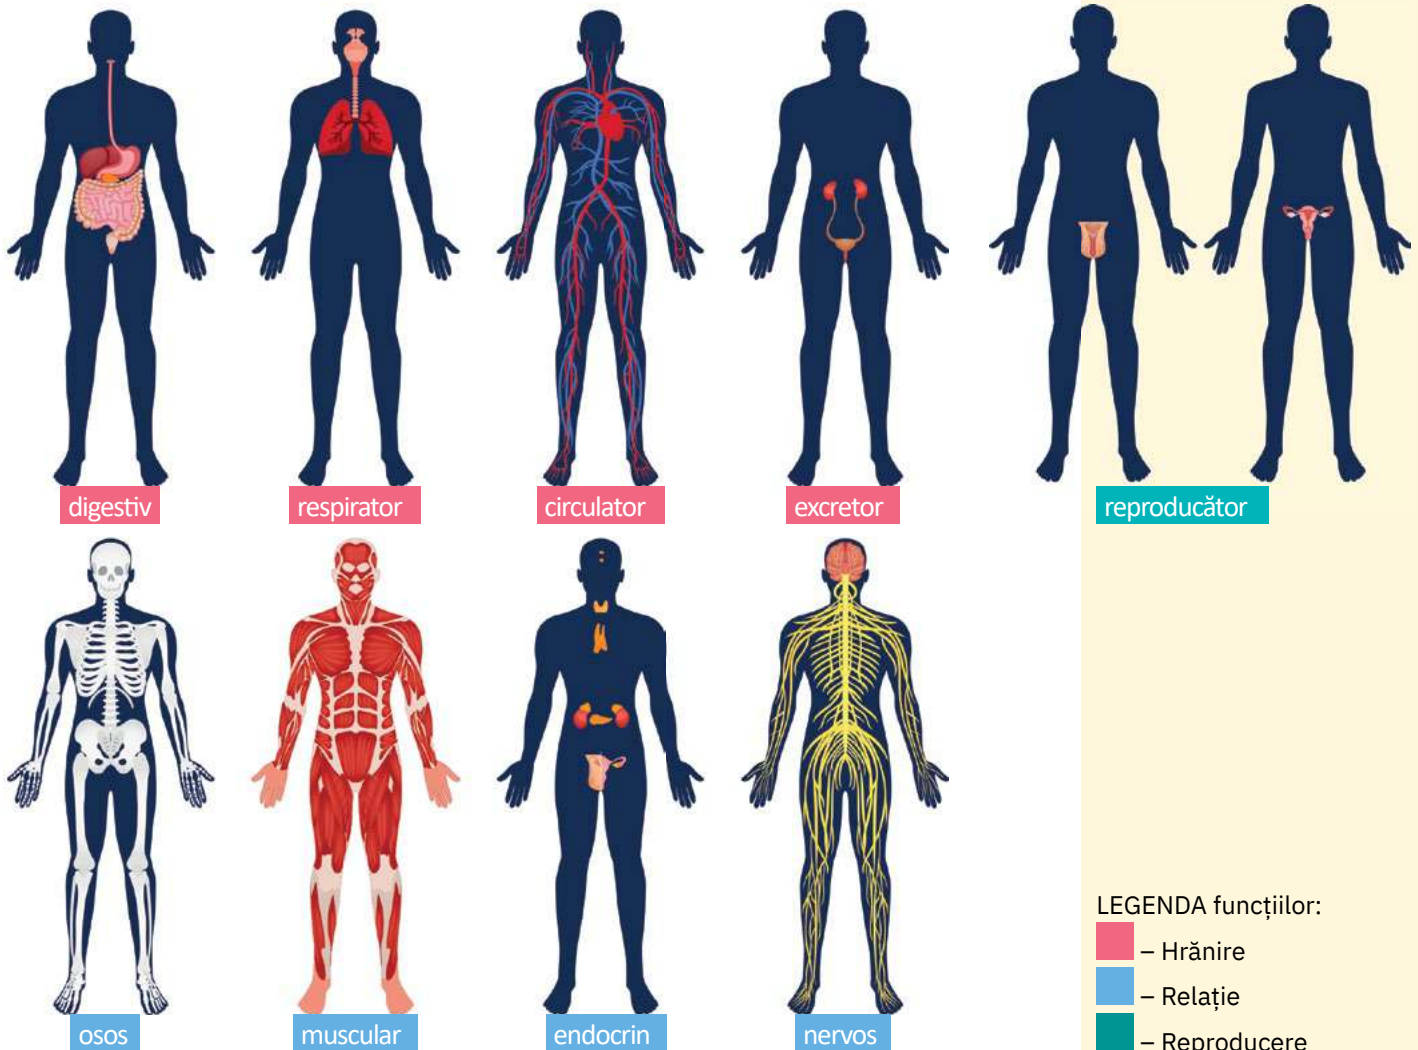 digestiv
respirator
circulator
excretor
reproducător
osos
muscular
endocrin
nervos
LEGENDA funcțiilor:
– Hrănire
– Relație
– Reproducere